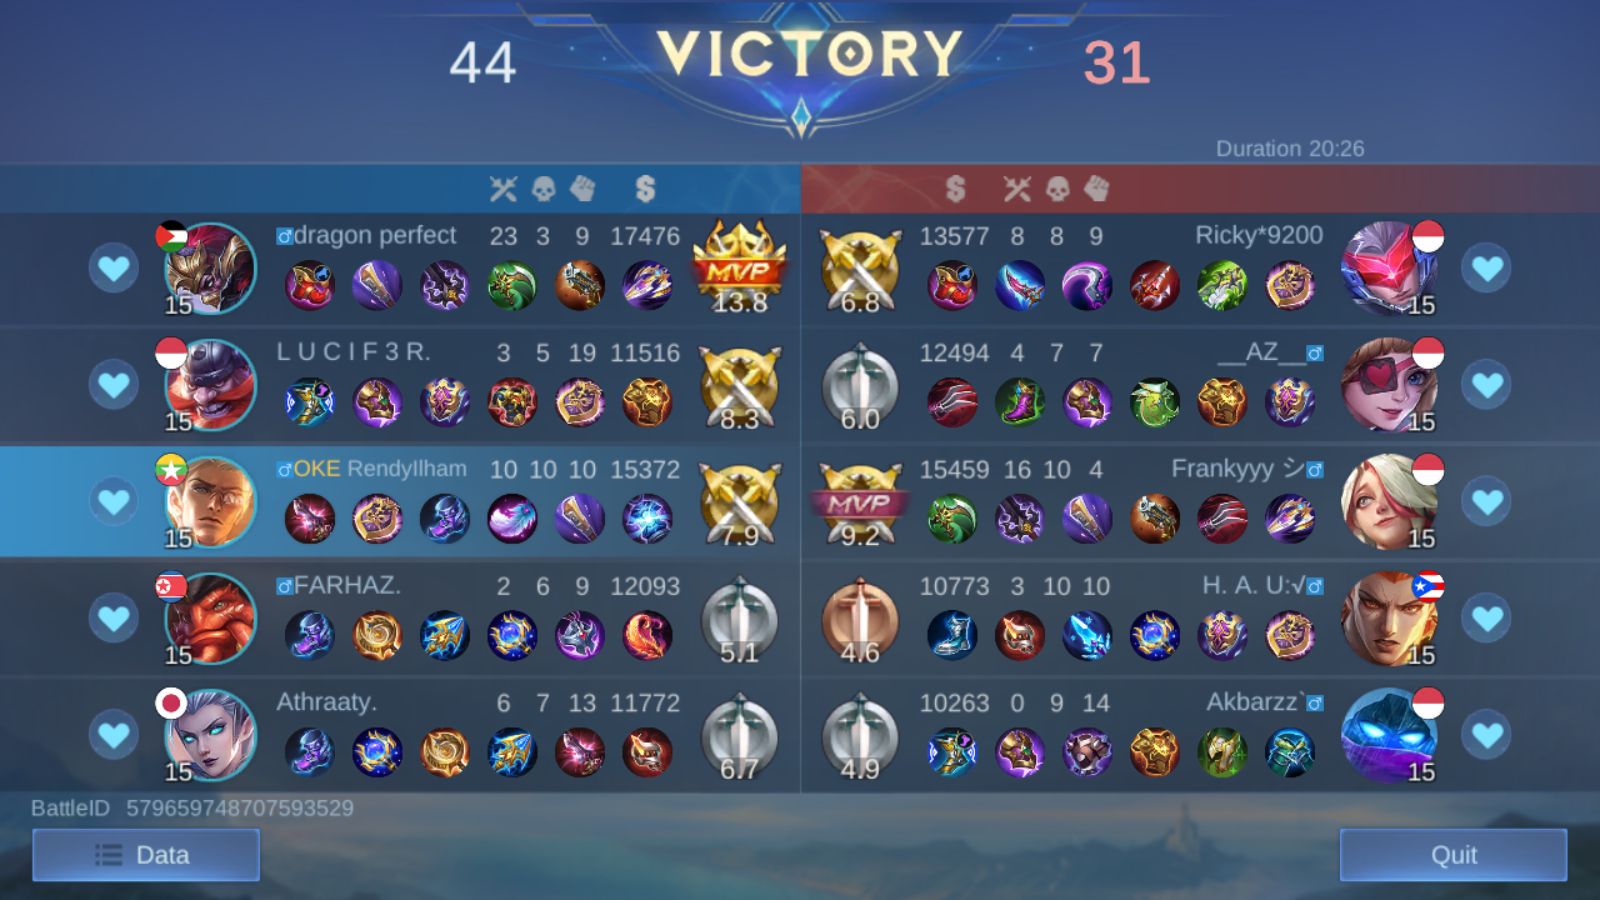 44 VICTORY 31
Duration 20:26
dragon perfect 23 3 9 17476 MVP 13.8
15
6.8 13577 8 8 9 Ricky*9200
15
L U C I F 3 R. 3 5 19 11516 8.3
15
6.0 12494 4 7 7 __AZ__
15
OKE RendyIlham 10 10 10 15372 7.9
15
MVP 9.2 15459 16 10 4 Frankyyy シ
15
FARHAZ. 2 6 9 12093 5.1
15
4.6 10773 3 10 10 H. A. U:√
15
Athraaty. 6 7 13 11772 6.7
15
4.9 10263 0 9 14 Akbarzz`
15
BattleID 579659748707593529
Data
Quit